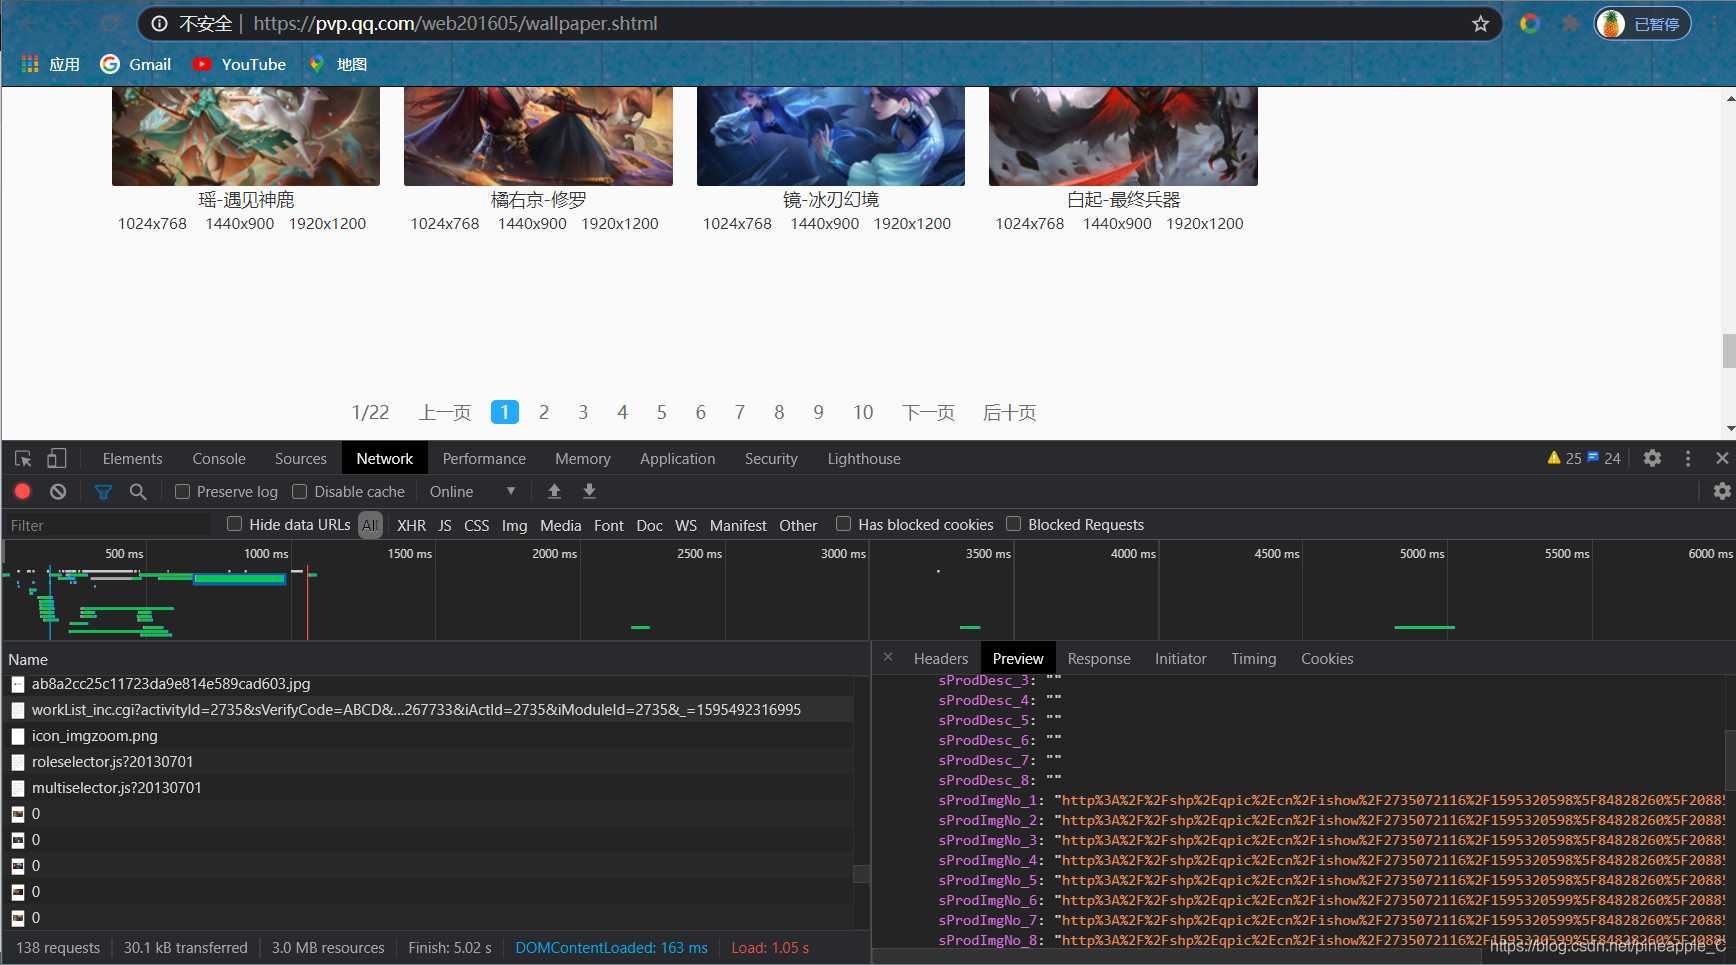 不安全 | https://pvp.qq.com/web201605/wallpaper.shtml 已暂停
应用 Gmail YouTube 地图
瑶-遇见神鹿 橘右京-修罗 镜-冰刃幻境 白起-最终兵器
1024x768 1440x900 1920x1200 1024x768 1440x900 1920x1200 1024x768 1440x900 1920x1200 1024x768 1440x900 1920x1200
1/22 上一页 1 2 3 4 5 6 7 8 9 10 下一页 后十页
Elements Console Sources Network Performance Memory Application Security Lighthouse 25 24
Preserve log Disable cache Online
Filter Hide data URLs All XHR JS CSS Img Media Font Doc WS Manifest Other Has blocked cookies Blocked Requests
500 ms 1000 ms 1500 ms 2000 ms 2500 ms 3000 ms 3500 ms 4000 ms 4500 ms 5000 ms 5500 ms 6000 ms
Name
ab8a2cc25c11723da9e814e589cad603.jpg
workList_inc.cgi?activityId=2735&sVerifyCode=ABCD&...267733&iActId=2735&iModuleId=2735&_=1595492316995
icon_imgzoom.png
roleselector.js?20130701
multiselector.js?20130701
0
0
0
0
0
138 requests 30.1 kB transferred 3.0 MB resources Finish: 5.02 s DOMContentLoaded: 163 ms Load: 1.05 s
Headers Preview Response Initiator Timing Cookies
sProdDesc_3: ""
sProdDesc_4: ""
sProdDesc_5: ""
sProdDesc_6: ""
sProdDesc_7: ""
sProdDesc_8: ""
sProdImgNo_1: "http%3A%2F%2Fshp%2Eqpic%2Ecn%2Fishow%2F2735072116%2F1595320598%5F84828260%5F2088
sProdImgNo_2: "http%3A%2F%2Fshp%2Eqpic%2Ecn%2Fishow%2F2735072116%2F1595320598%5F84828260%5F2088
sProdImgNo_3: "http%3A%2F%2Fshp%2Eqpic%2Ecn%2Fishow%2F2735072116%2F1595320598%5F84828260%5F2088
sProdImgNo_4: "http%3A%2F%2Fshp%2Eqpic%2Ecn%2Fishow%2F2735072116%2F1595320598%5F84828260%5F2088
sProdImgNo_5: "http%3A%2F%2Fshp%2Eqpic%2Ecn%2Fishow%2F2735072116%2F1595320598%5F84828260%5F2088
sProdImgNo_6: "http%3A%2F%2Fshp%2Eqpic%2Ecn%2Fishow%2F2735072116%2F1595320599%5F84828260%5F2088
sProdImgNo_7: "http%3A%2F%2Fshp%2Eqpic%2Ecn%2Fishow%2F2735072116%2F1595320599%5F84828260%5F2088
sProdImgNo_8: "http%3A%2F%2Fshp%2Eqpic%2Ecn%2Fishow%2F2735072116%2F1595320599%5F84828260%5F2088
https://blog.csdn.net/pineapple_C